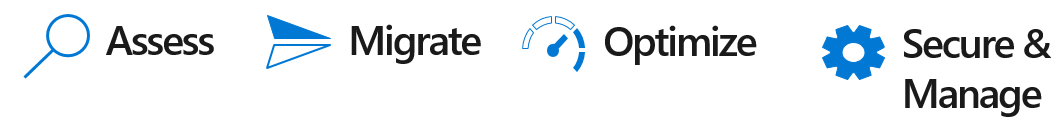 Assess
Migrate
Optimize
Secure &
Manage